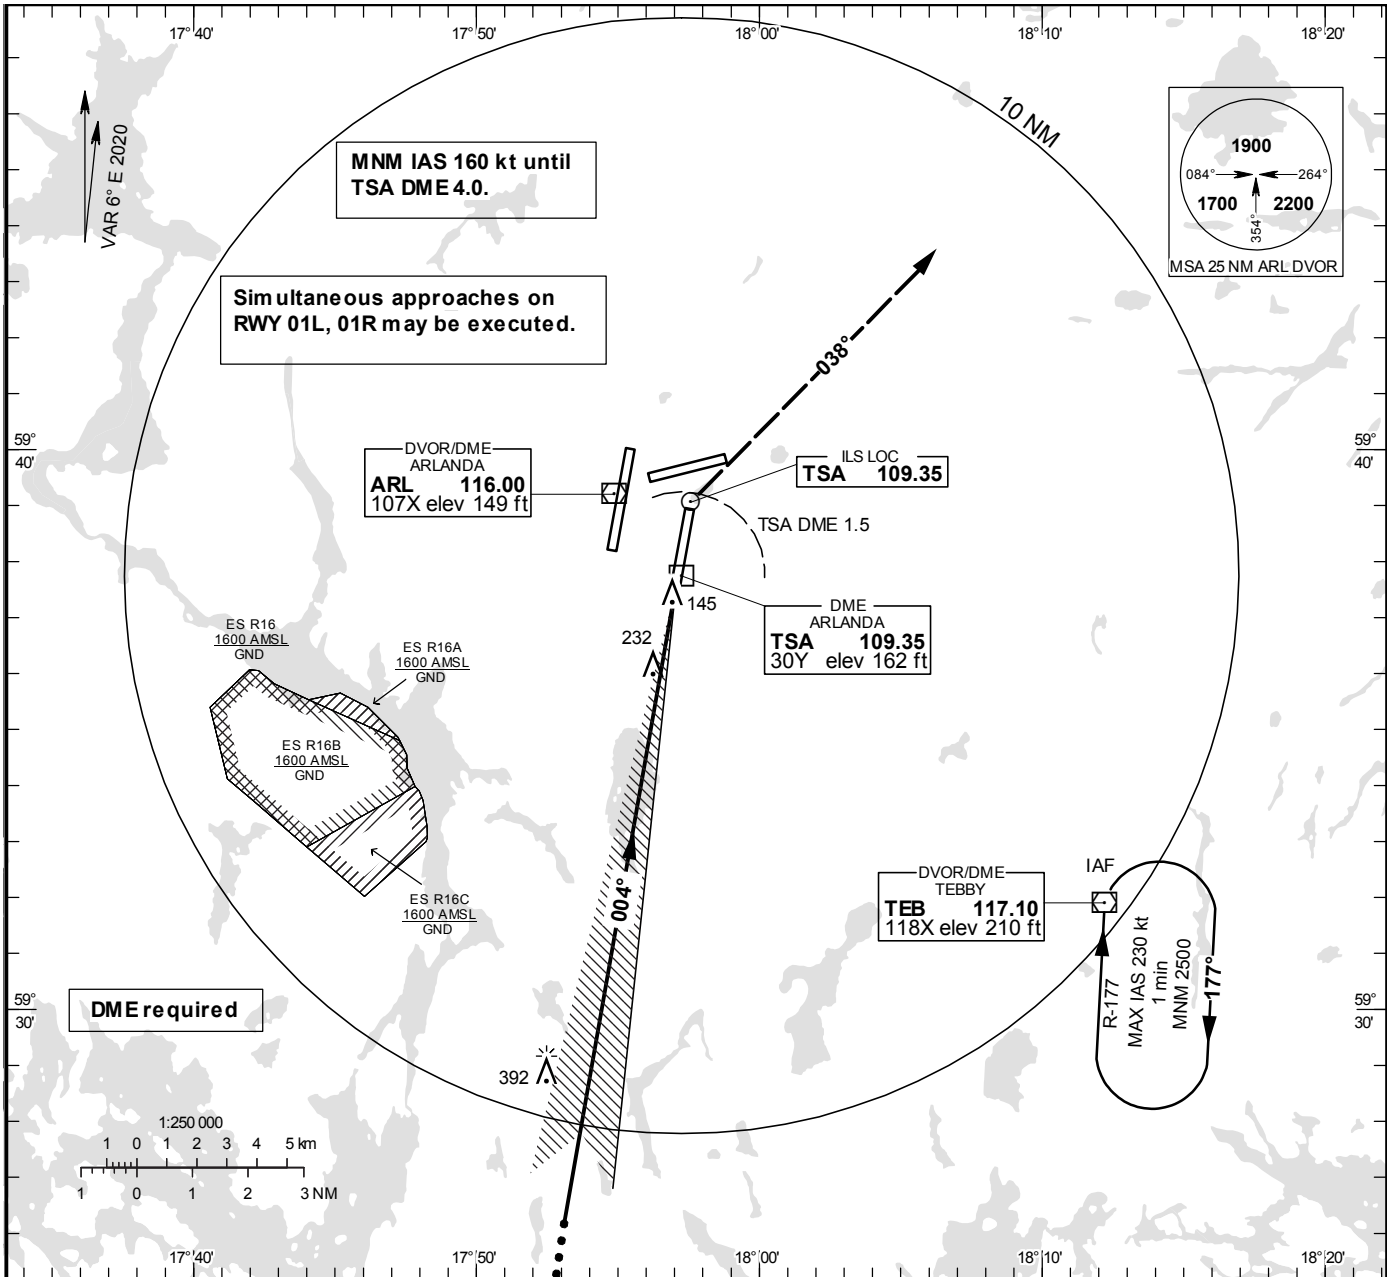 17°40'
17°50'
18°00'
18°10'
18°20'
VAR 6° E 2020
MNM IAS 160 kt until
TSA DME 4.0.
10 NM
1900
084°
264°
1700
2200
354°
MSA 25 NM ARL DVOR
Simultaneous approaches on
RWY 01L, 01R may be executed.
038°
59°
40'
DVOR/DME
ARLANDA
ARL 116.00
107X elev 149 ft
ILS LOC
TSA 109.35
59°
40'
TSA DME 1.5
145
DME
ARLANDA
TSA 109.35
30Y elev 162 ft
232
ES R16
1600 AMSL
GND
ES R16A
1600 AMSL
GND
ES R16B
1600 AMSL
GND
ES R16C
1600 AMSL
GND
004°
IAF
DVOR/DME
TEBBY
TEB 117.10
118X elev 210 ft
R-177
MAX IAS 230 kt
1 min
MNM 2500
177°
59°
30'
DME required
59°
30'
392
1:250 000
1 0 1 2 3 4 5 km
1 0 1 2 3 NM
17°40'
17°50'
18°00'
18°10'
18°20'